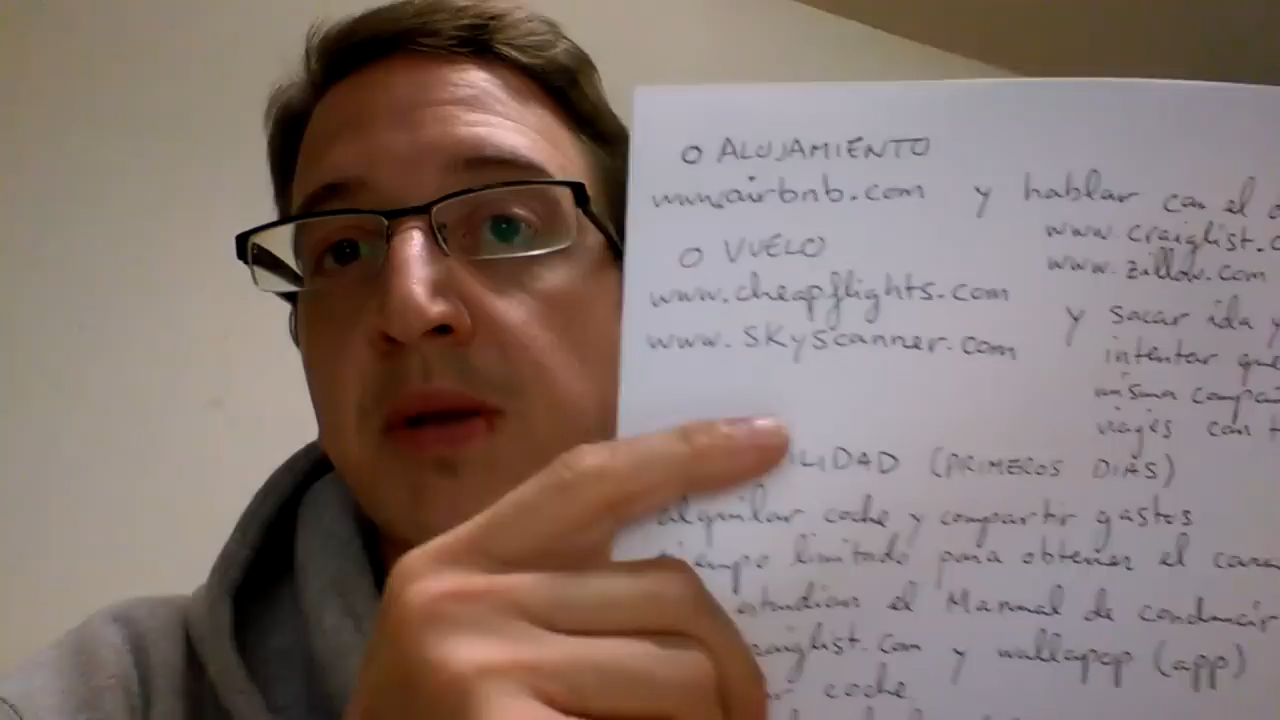 o ALOJAMIENTO
www.airbnb.com y hablar con el
www.craiglist.
www.zillow.com
o VUELO
www.cheapflights.com
www.skyscanner.com
y sacar ida y
intentar que
misma
viajes con
(PRIMEROS DIAS)
alquilar coche y compartir gastos
tiempo limitado para obtener el
estudiar el Manual de conducir
craiglist.com y wallapop (app)
coche